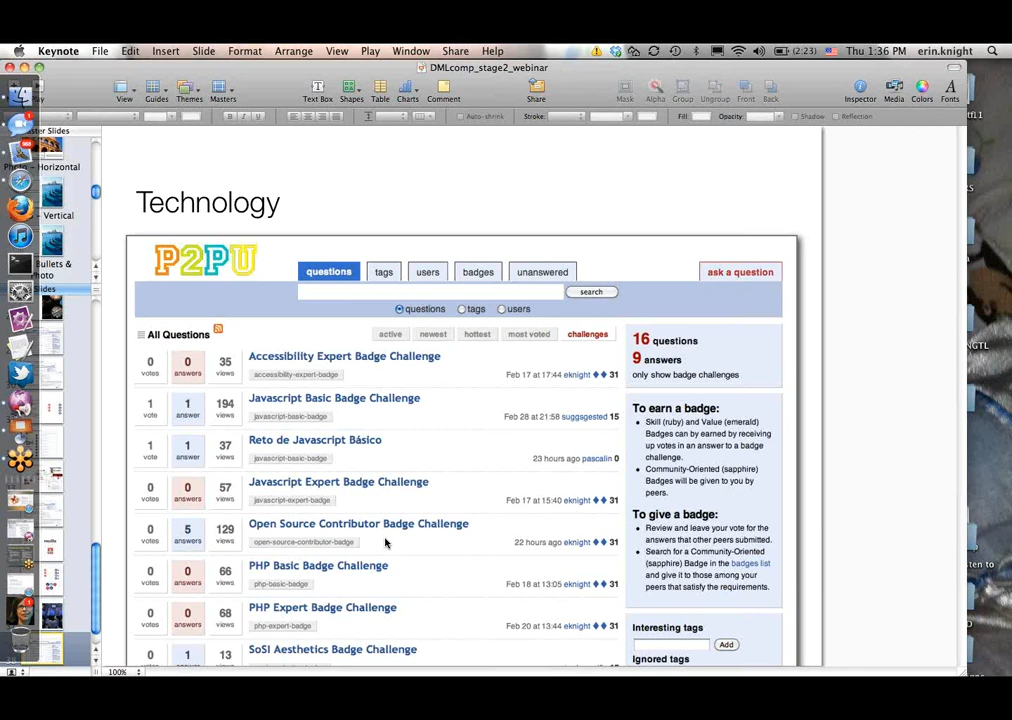 Keynote File Edit Insert Slide Format Arrange View Play Window Share Help (2:23) Thu 1:36 PM erin.knight
DMLcomp_stage2_webinar
View Guides Themes Masters Text Box Shapes Table Charts Comment Share Mask Alpha Group Ungroup Front Back Inspector Media Colors Fonts
B I U Auto-shrink Stroke: Fill: Opacity: Shadow Reflection
Slides
Horizontal
Vertical
Bullets &
Photo
Slides
Technology
P2PU
questions tags users badges unanswered ask a question
search
questions tags users
All Questions active newest hottest most voted challenges
0 votes 0 answers 35 views
Accessibility Expert Badge Challenge
accessibility-expert-badge Feb 17 at 17:44 eknight 31
1 vote 1 answer 194 views
Javascript Basic Badge Challenge
javascript-basic-badge Feb 28 at 21:58 suggsgested 15
1 vote 1 answer 37 views
Reto de Javascript Básico
javascript-basic-badge 23 hours ago pascalin 0
0 votes 0 answers 57 views
Javascript Expert Badge Challenge
javascript-expert-badge Feb 17 at 15:40 eknight 31
0 votes 5 answers 129 views
Open Source Contributor Badge Challenge
open-source-contributor-badge 22 hours ago eknight 31
0 votes 0 answers 66 views
PHP Basic Badge Challenge
php-basic-badge Feb 18 at 13:05 eknight 31
0 votes 0 answers 68 views
PHP Expert Badge Challenge
php-expert-badge Feb 20 at 13:44 eknight 31
0 1 13
SoSI Aesthetics Badge Challenge
16 questions
9 answers
only show badge challenges
To earn a badge:
Skill (ruby) and Value (emerald)
Badges can by earned by receiving
up votes in an answer to a badge
challenge.
Community-Oriented (sapphire)
Badges will be given to you by
peers.
To give a badge:
Review and leave your vote for the
answers that other peers submitted.
Search for a Community-Oriented
(sapphire) Badge in the badges list
and give it to those among your
peers that satisfy the requirements.
Interesting tags
Add
Ignored tags
100%